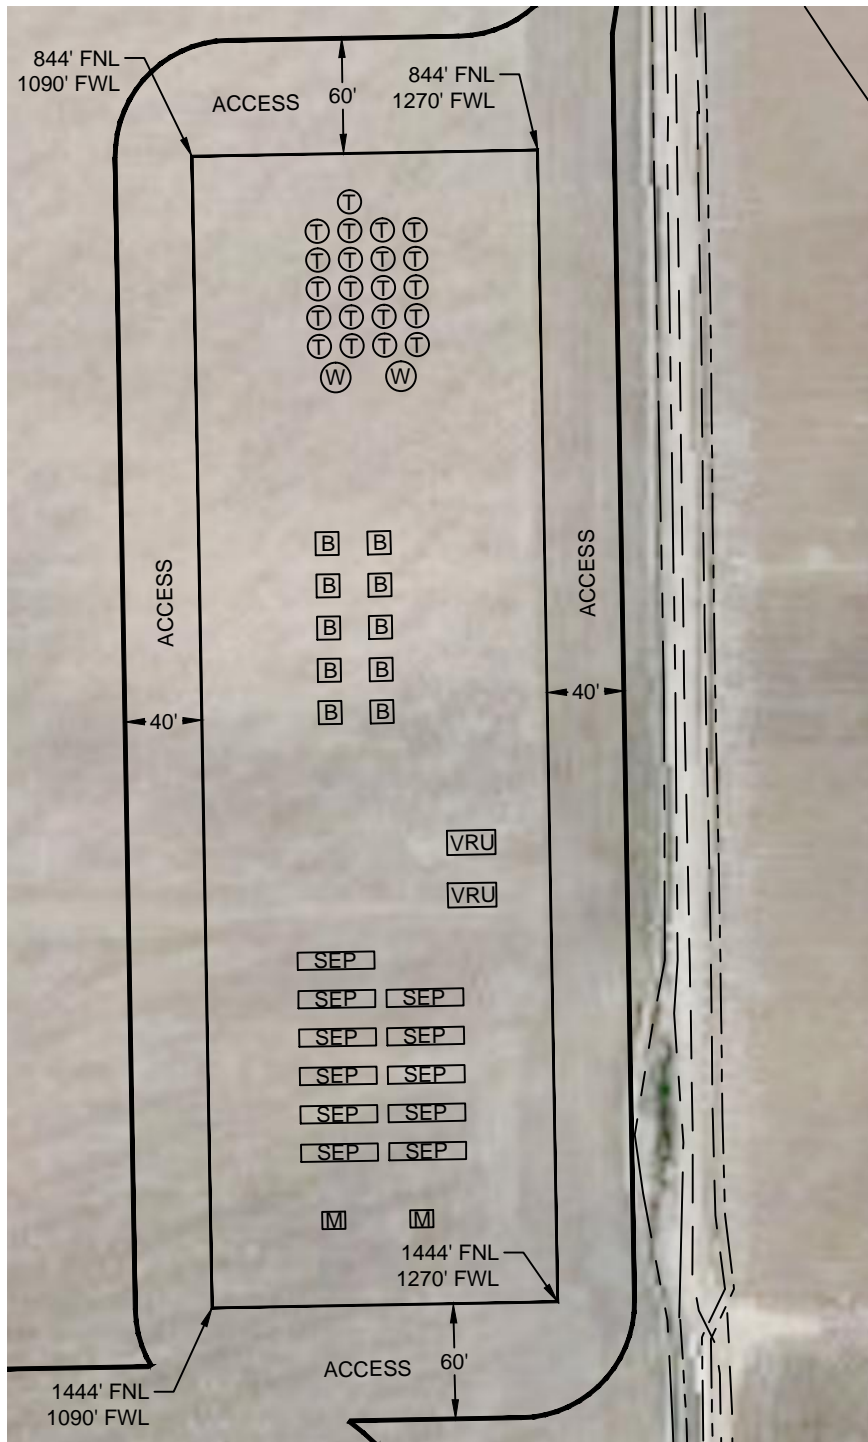 844' FNL
1090' FWL
ACCESS
60'
844' FNL
1270' FWL
T
T T T T
T T T T
T T T T
T T T T
T T T T
W W
ACCESS
ACCESS
B B
B B
B B
B B
B B
40'
40'
VRU
VRU
SEP
SEP SEP
SEP SEP
SEP SEP
SEP SEP
SEP SEP
M M
1444' FNL
1270' FWL
ACCESS
60'
1444' FNL
1090' FWL